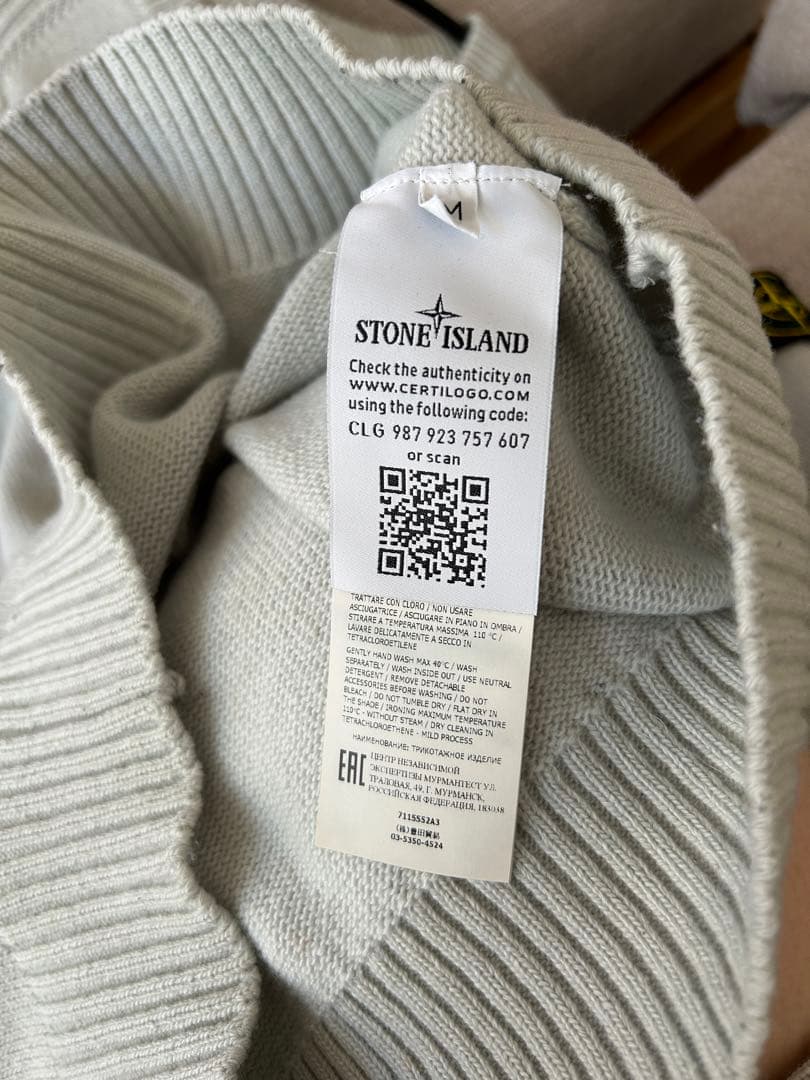 M
STONE ISLAND
Check the authenticity on
WWW.CERTILOGO.COM
using the following code:
CLG 987 923 757 607
or scan
TRATTARE CON CLORO / NON USARE
ASCIUGATRICE / ASCIUGARE IN PIANO IN OMBRA /
STIRARE A TEMPERATURA MASSIMA 110 °C /
LAVARE DELICATAMENTE A SECCO IN
TETRACLOROETILENE
GENTLY HAND WASH MAX 40°C / WASH
SEPARATELY / WASH INSIDE OUT / USE NEUTRAL
DETERGENT / REMOVE DETACHABLE
ACCESSORIES BEFORE WASHING / DO NOT
BLEACH / DO NOT TUMBLE DRY / FLAT DRY IN
THE SHADE / IRONING MAXIMUM TEMPERATURE
110°C - WITHOUT STEAM / DRY CLEANING IN
TETRACHLOROETHENE - MILD PROCESS
НАИМЕНОВАНИЕ: ТРИКОТАЖНОЕ ИЗДЕЛИЕ
EAC ЦЕНТР НЕЗАВИСИМОЙ
ЭКСПЕРТИЗЫ МУРМАНТЕСТ УЛ.
ТРАЛОВАЯ, 49, Г. МУРМАНСК,
РОССИЙСКАЯ ФЕДЕРАЦИЯ, 183038
7115552A3
(株)豊田貿易
03-5350-4524